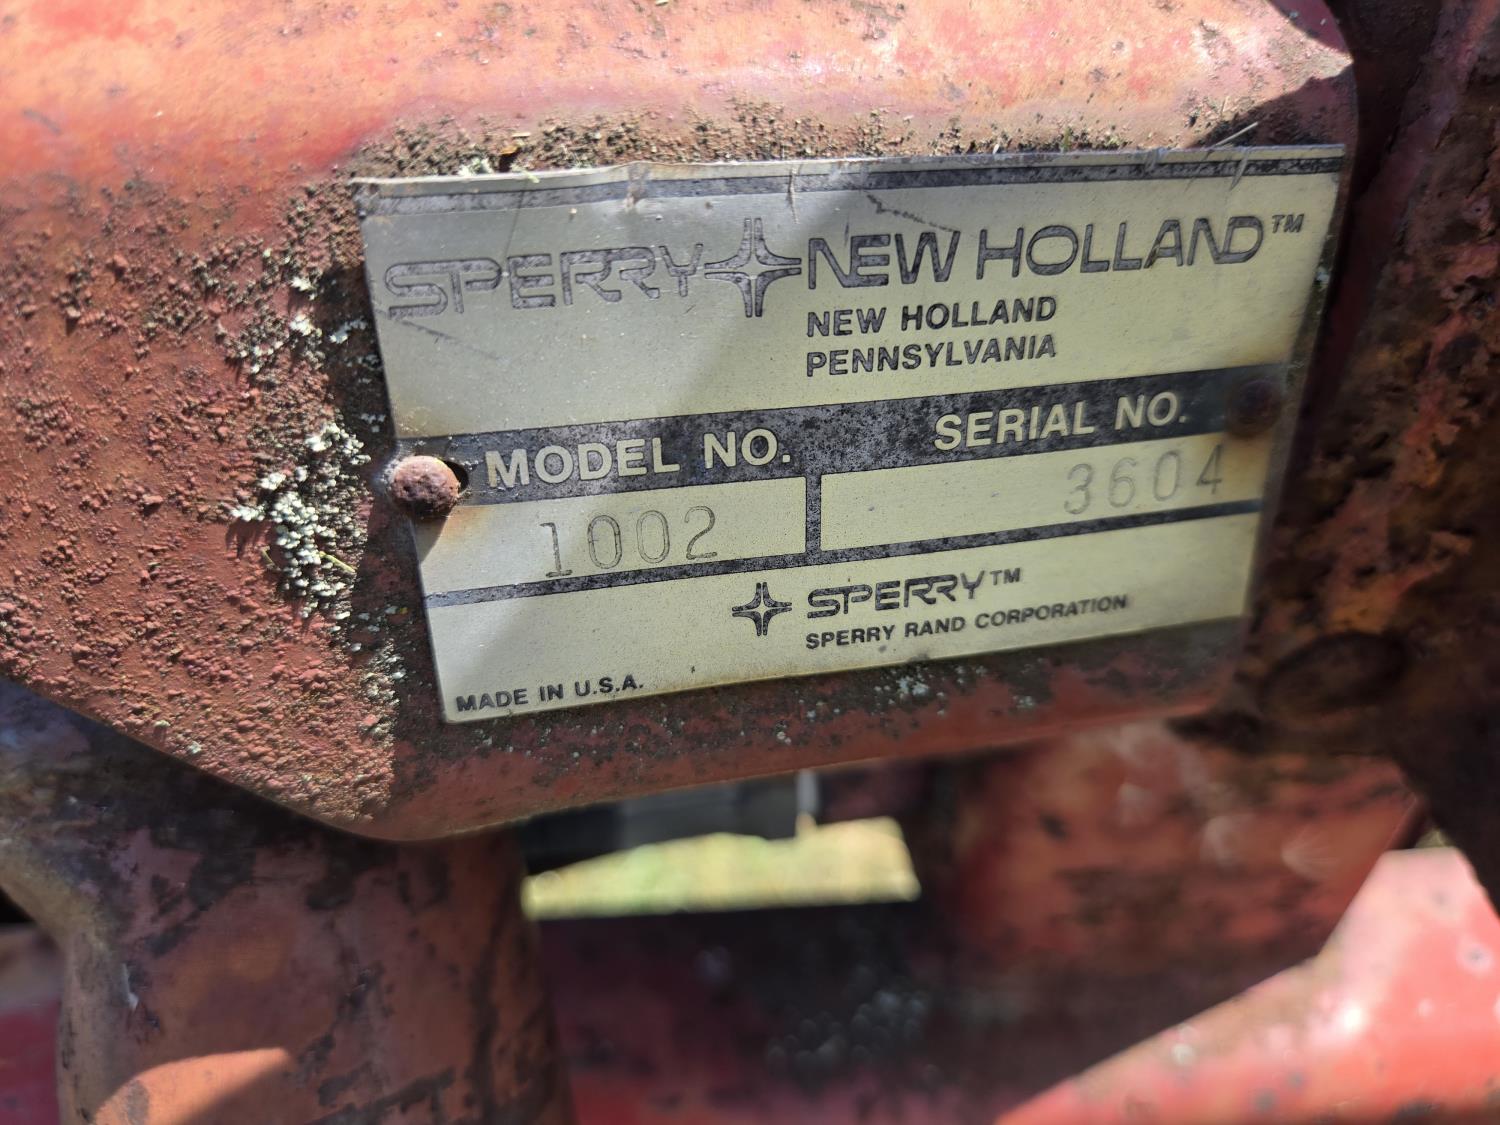 SPERRY NEW HOLLAND™
NEW HOLLAND
PENNSYLVANIA
MODEL NO. SERIAL NO.
1002 3604
SPERRY™
SPERRY RAND CORPORATION
MADE IN U.S.A.